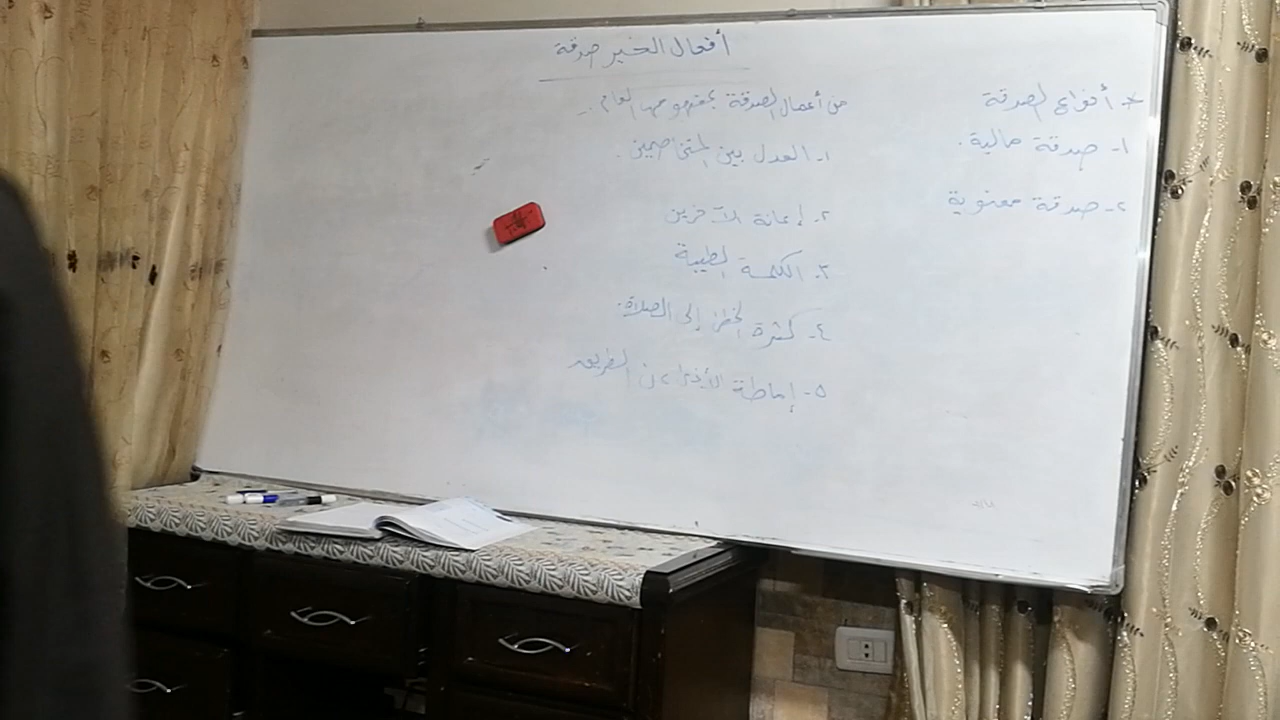 أفعال الخير صدقة
* أنواع الصدقة
١- صدقة مالية.
٢- صدقة معنوية
من أعمال الصدقة بمفهومها العام.
١- العدل بين المتخاصمين.
٢- إعانة الآخرين
٣- الكلمة الطيبة
٤- كثرة الخطى إلى الصلاة.
٥- إماطة الأذى عن الطريق